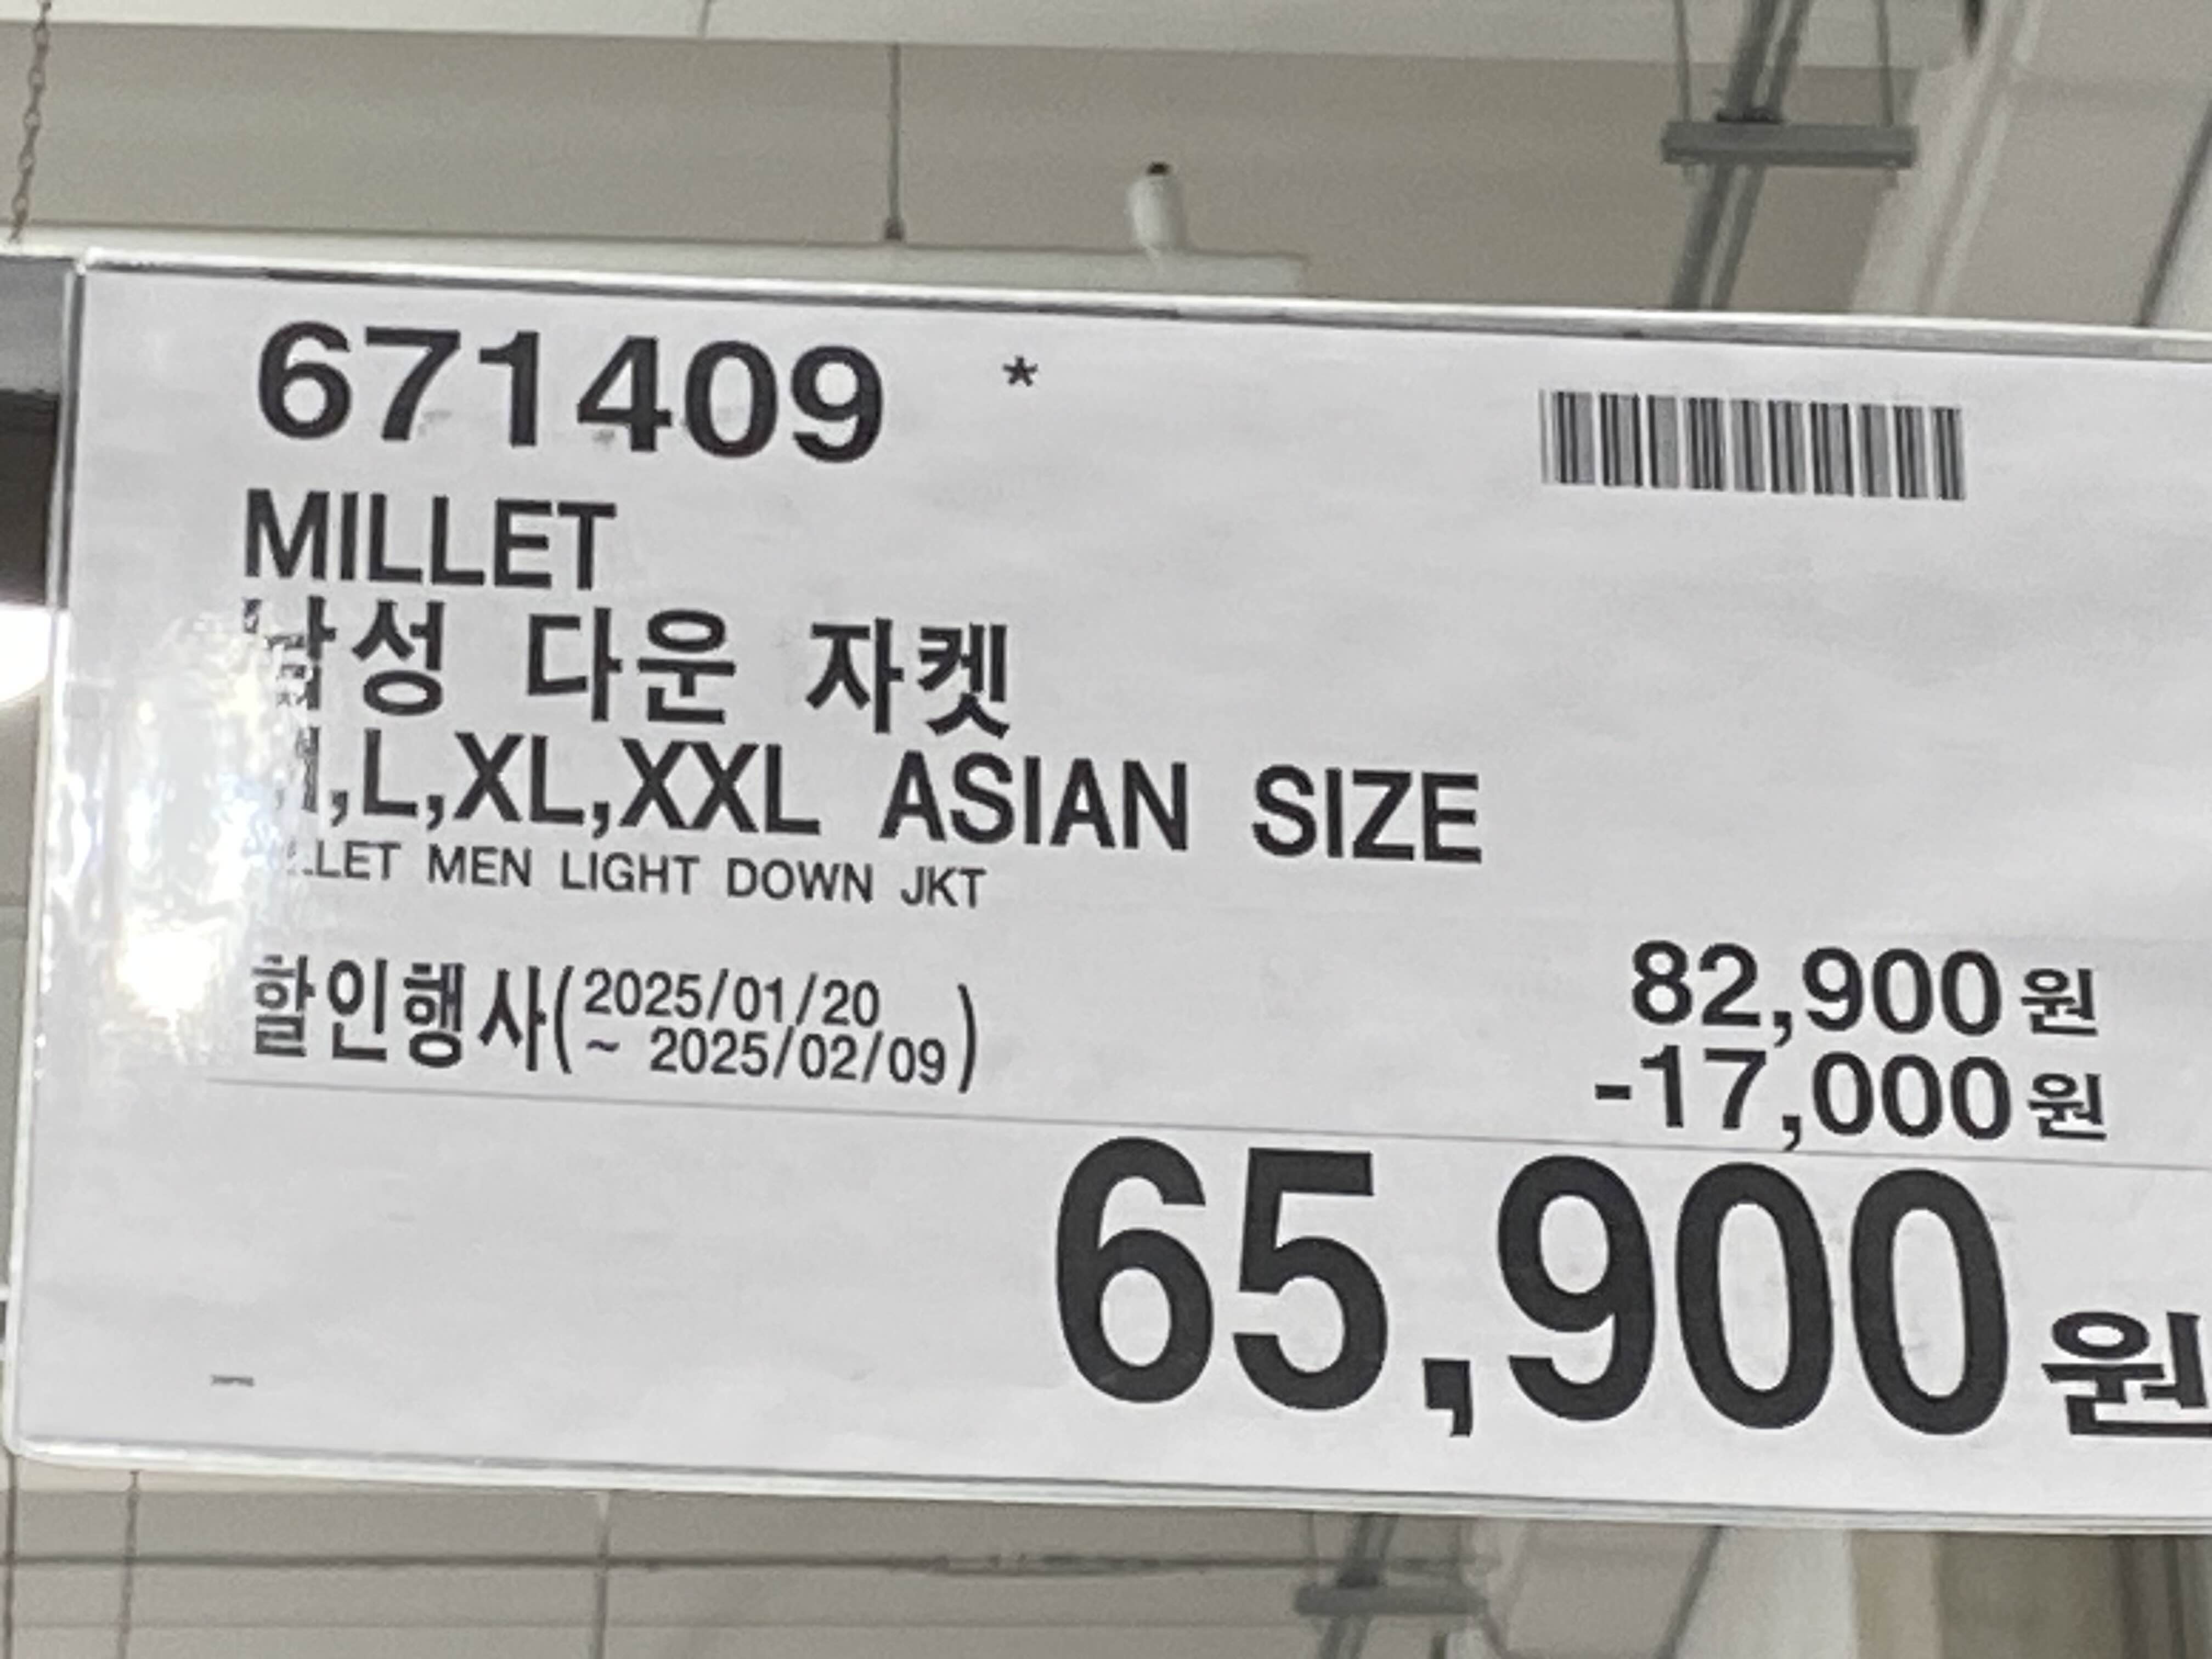 671409 *
MILLET
남성 다운 자켓
,L,XL,XXL ASIAN SIZE
MEN LIGHT DOWN JKT
할인행사(2025/01/20 ~ 2025/02/09)
82,900원
-17,000원
65,900원